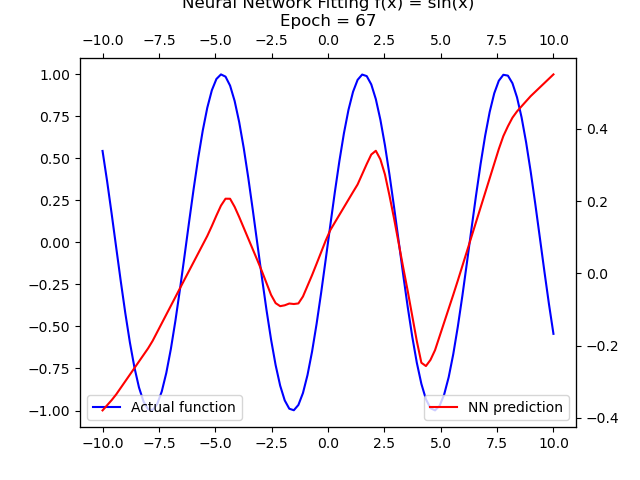 Neural Network Fitting f(x) = sin(x)
Epoch = 67
−10.0 −7.5 −5.0 −2.5 0.0 2.5 5.0 7.5 10.0
1.00
0.75
0.50
0.25
0.00
−0.25
−0.50
−0.75
−1.00
0.4
0.2
0.0
−0.2
−0.4
Actual function
NN prediction
−10.0 −7.5 −5.0 −2.5 0.0 2.5 5.0 7.5 10.0